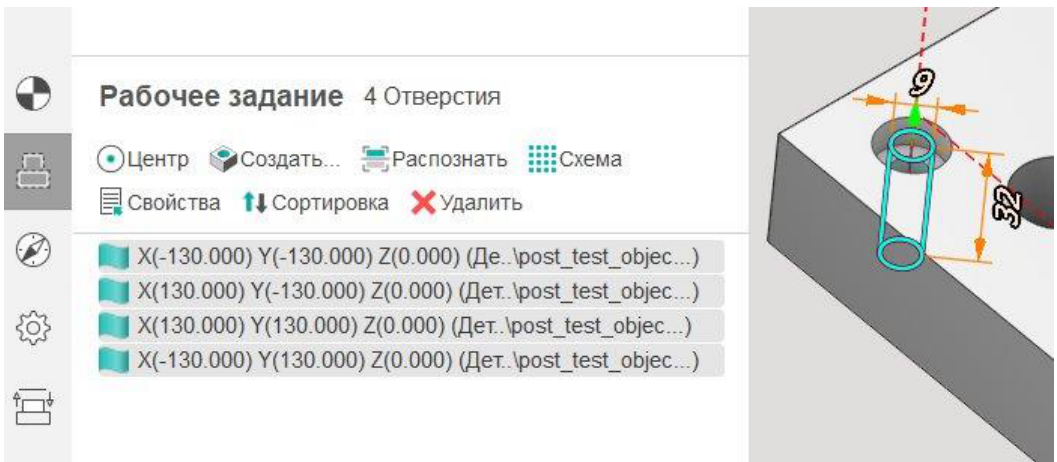 Рабочее задание 4 Отверстия
Центр Создать... Распознать Схема
Свойства Сортировка Удалить
X(-130.000) Y(-130.000) Z(0.000) (Де..\post_test_objec...)
X(130.000) Y(-130.000) Z(0.000) (Дет..\post_test_objec...)
X(130.000) Y(130.000) Z(0.000) (Дет..\post_test_objec...)
X(-130.000) Y(130.000) Z(0.000) (Дет..\post_test_objec...)
9
32